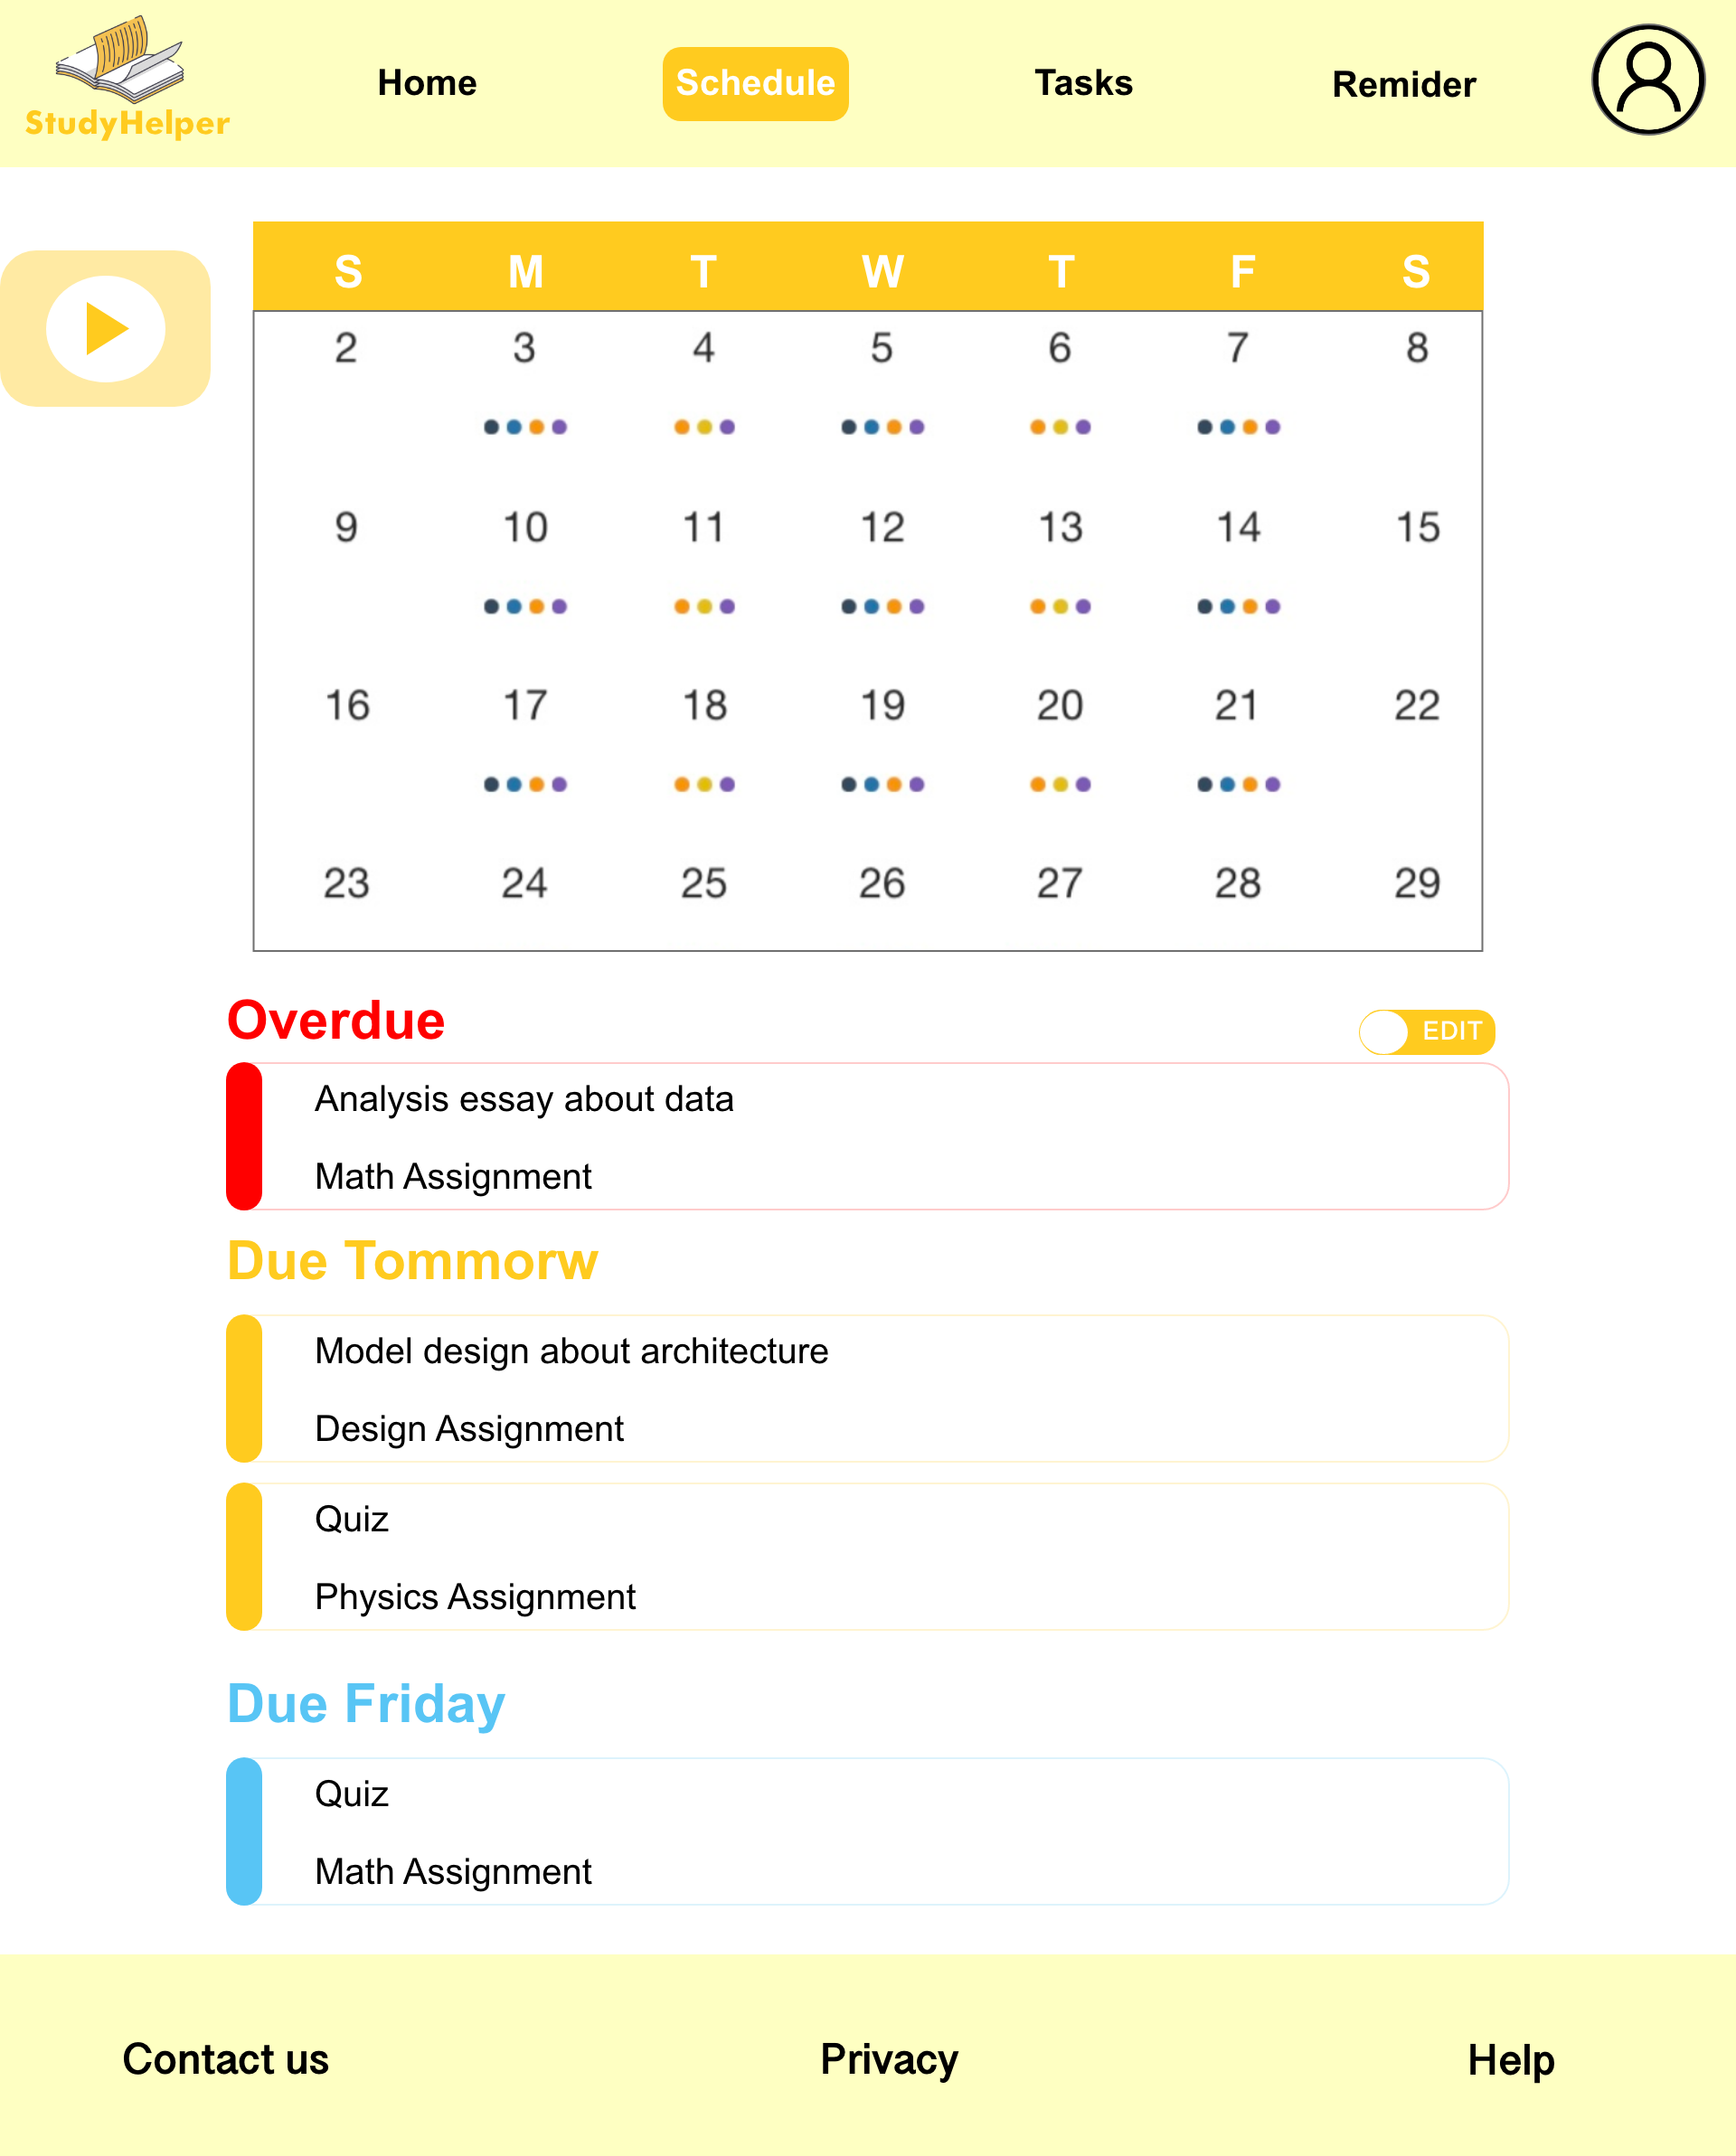 StudyHelper
Home Schedule Tasks Remider
S M T W T F S
2 3 4 5 6 7 8
9 10 11 12 13 14 15
16 17 18 19 20 21 22
23 24 25 26 27 28 29
Overdue
EDIT
Analysis essay about data
Math Assignment
Due Tommorw
Model design about architecture
Design Assignment
Quiz
Physics Assignment
Due Friday
Quiz
Math Assignment
Contact us Privacy Help